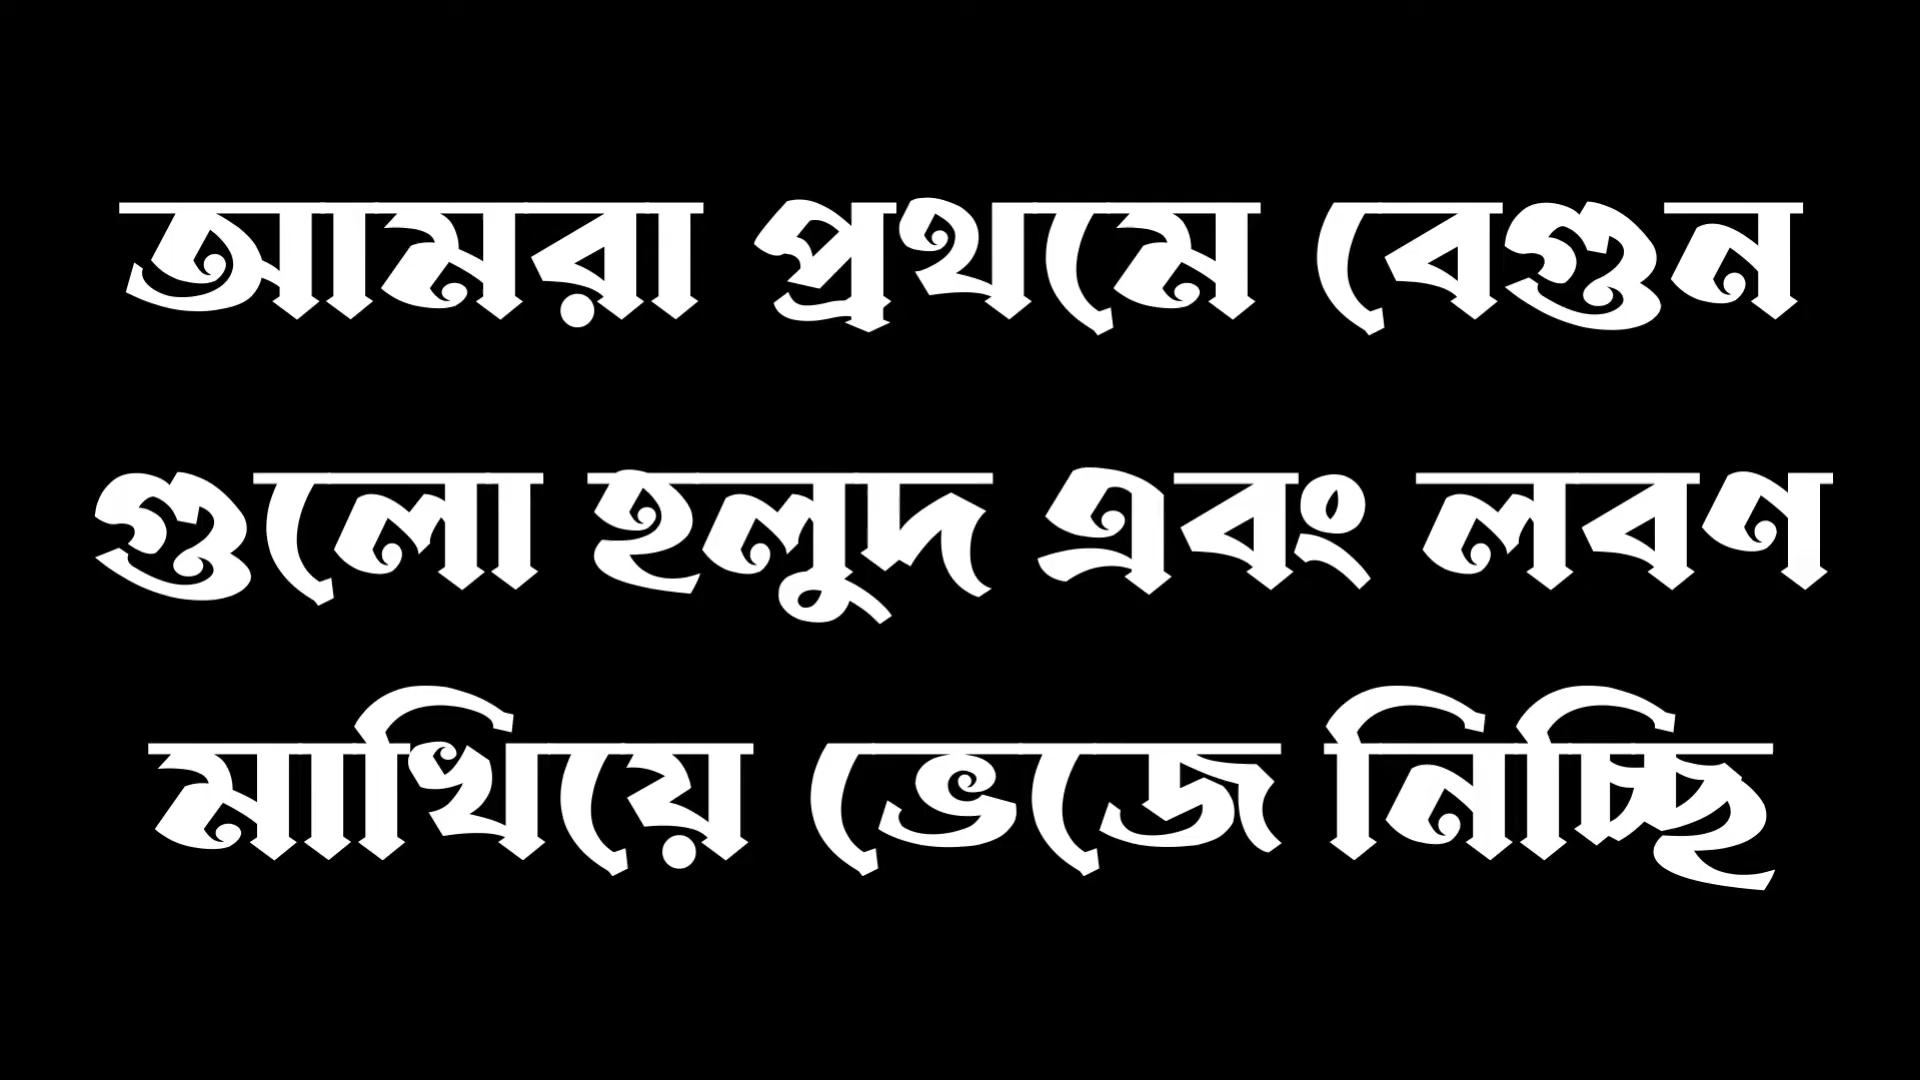 আমরা প্রথমে বেগুন
গুলো হলুদ এবং লবণ
মাখিয়ে ভেজে নিচ্ছি